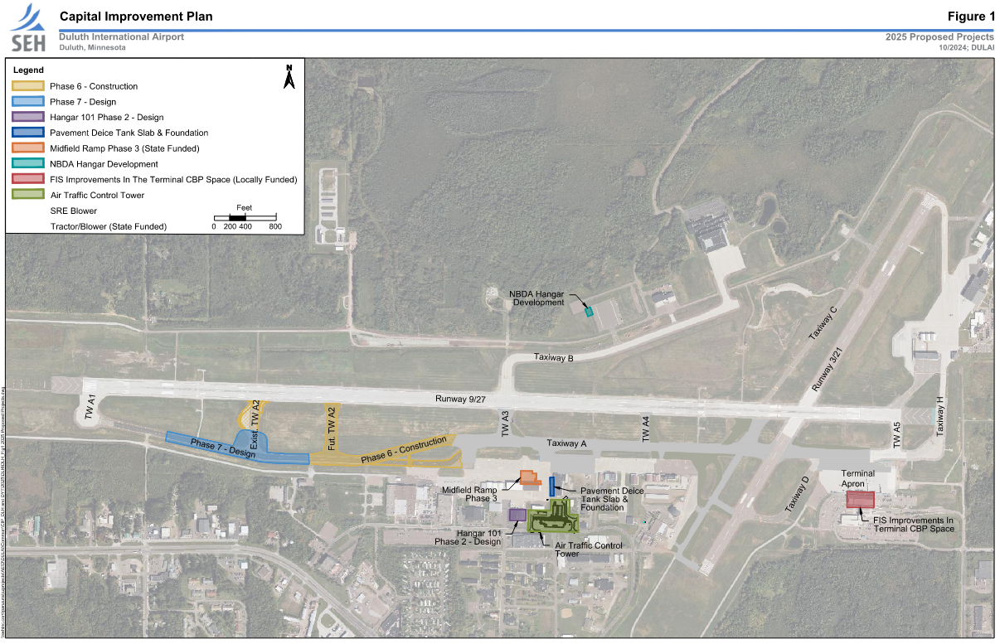 Capital Improvement Plan
Figure 1
SEH
Duluth International Airport
Duluth, Minnesota
2025 Proposed Projects
10/2024; DULAI
Legend
N
Phase 6 - Construction
Phase 7 - Design
Hangar 101 Phase 2 - Design
Pavement Deice Tank Slab & Foundation
Midfield Ramp Phase 3 (State Funded)
NBDA Hangar Development
FIS Improvements In The Terminal CBP Space (Locally Funded)
Air Traffic Control Tower
SRE Blower
Tractor/Blower (State Funded)
Feet
0 200 400 800
NBDA Hangar
Development
Taxiway C
Taxiway B
Runway 3/21
Runway 9/27
TW A1
Exist. TW A2
Fut. TW A2
TW A3
TW A4
TW A5
Taxiway H
Phase 7 - Design
Phase 6 - Construction
Taxiway A
Taxiway D
Terminal
Apron
Midfield Ramp
Phase 3
Pavement Deice
Tank Slab &
Foundation
FIS Improvements In
Terminal CBP Space
Hangar 101
Phase 2 - Design
Air Traffic Control
Tower